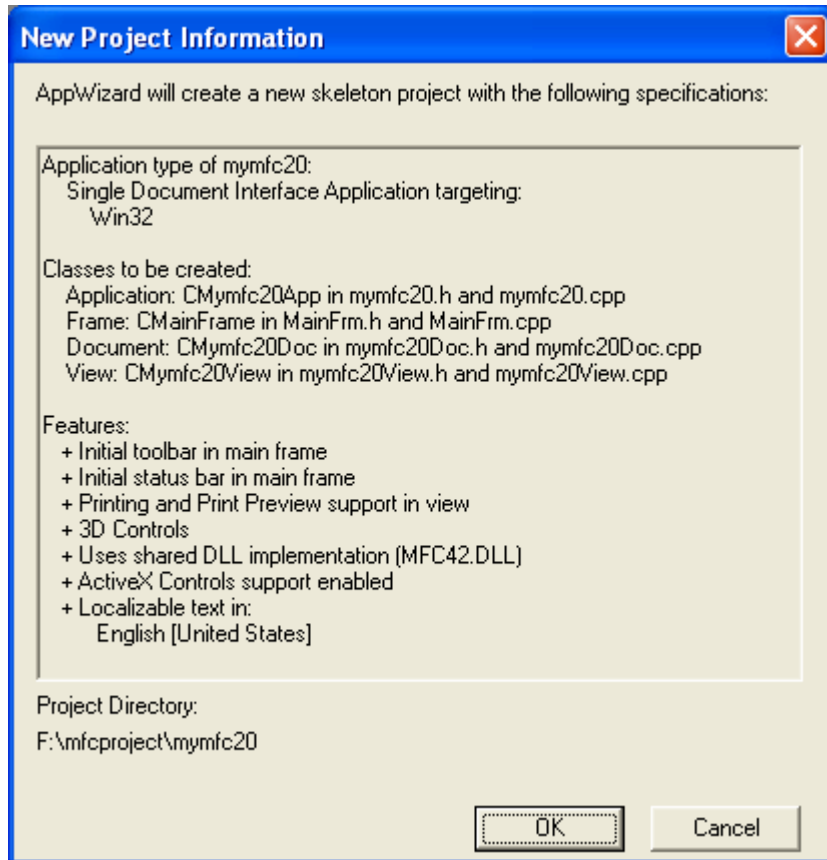 New Project Information
AppWizard will create a new skeleton project with the following specifications:
Application type of mymfc20:
Single Document Interface Application targeting:
Win32
Classes to be created:
Application: CMymfc20App in mymfc20.h and mymfc20.cpp
Frame: CMainFrame in MainFrm.h and MainFrm.cpp
Document: CMymfc20Doc in mymfc20Doc.h and mymfc20Doc.cpp
View: CMymfc20View in mymfc20View.h and mymfc20View.cpp
Features:
+ Initial toolbar in main frame
+ Initial status bar in main frame
+ Printing and Print Preview support in view
+ 3D Controls
+ Uses shared DLL implementation (MFC42.DLL)
+ ActiveX Controls support enabled
+ Localizable text in:
English [United States]
Project Directory:
F:\mfcproject\mymfc20
OK Cancel